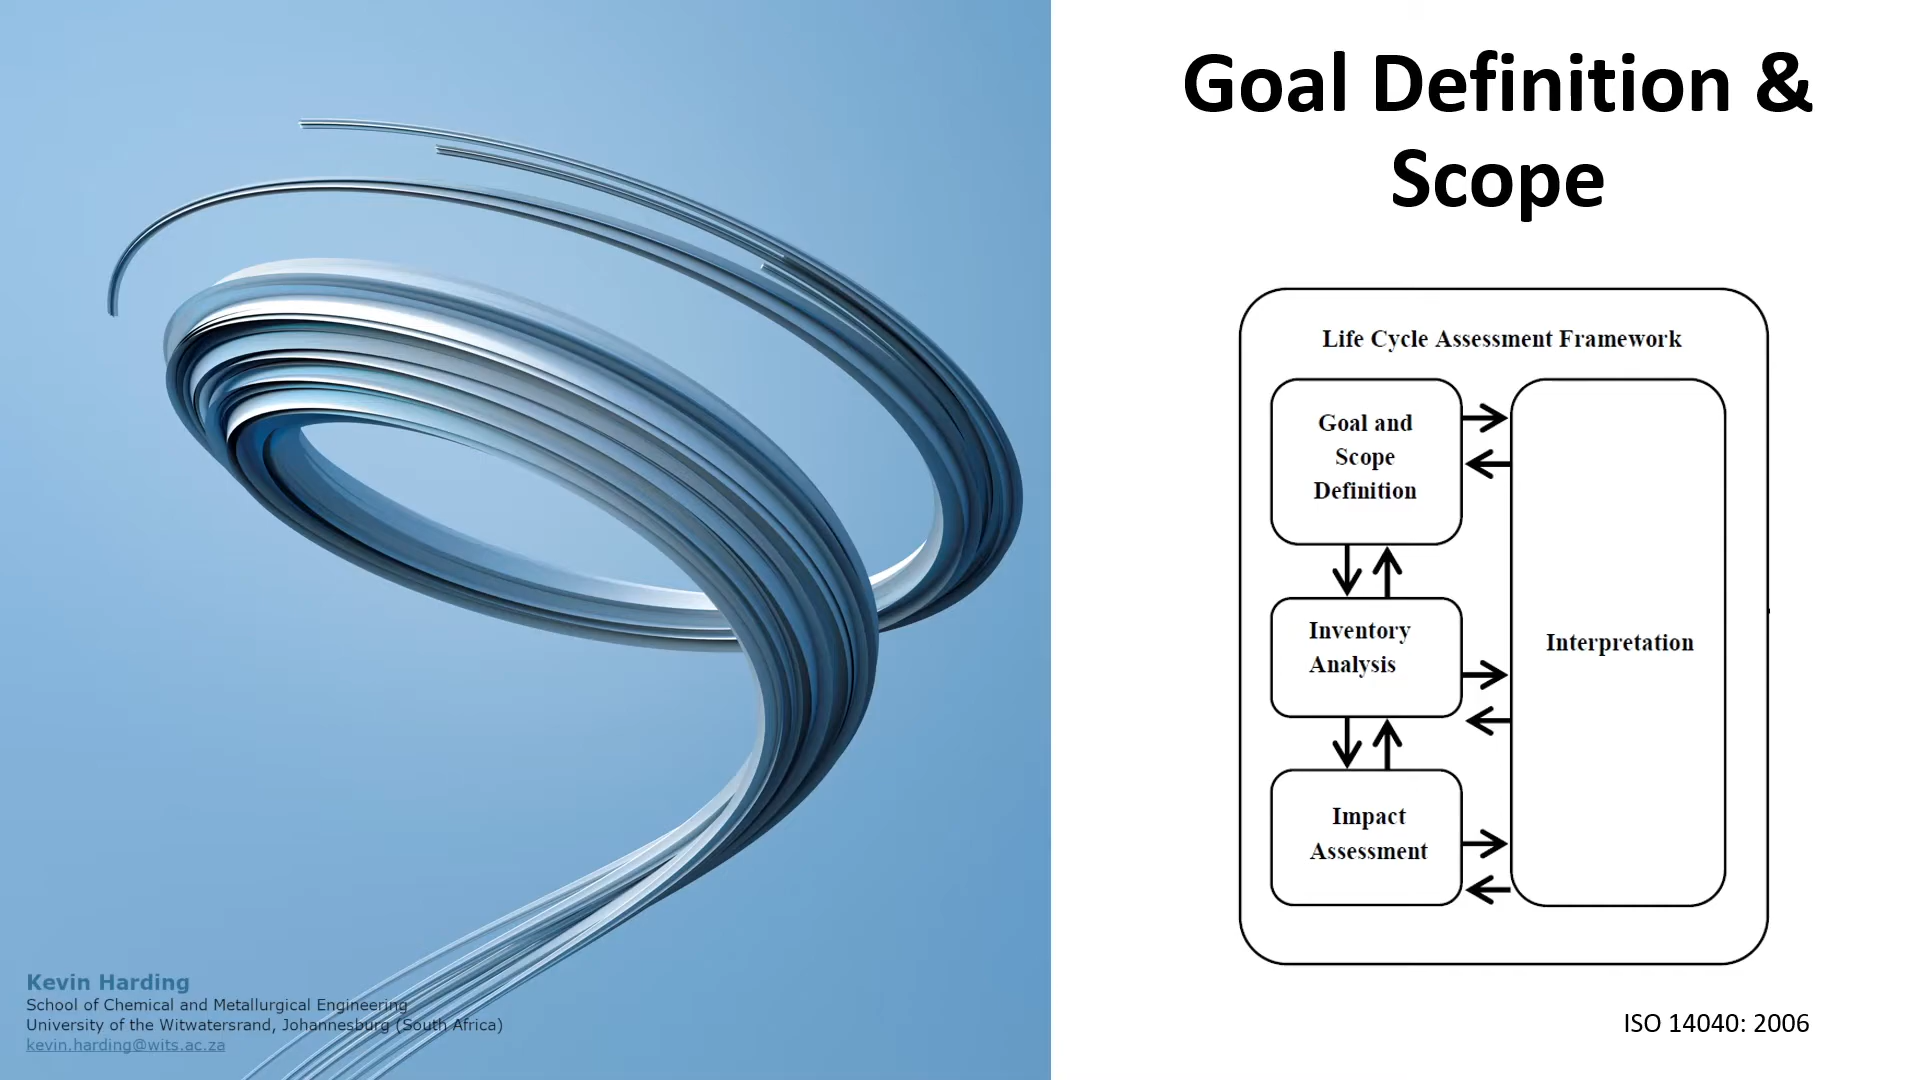 Goal Definition &
Scope
Life Cycle Assessment Framework
Goal and
Scope
Definition
Inventory
Analysis
Impact
Assessment
Interpretation
Kevin Harding
School of Chemical and Metallurgical Engineering
University of the Witwatersrand, Johannesburg (South Africa)
kevin.harding@wits.ac.za
ISO 14040: 2006